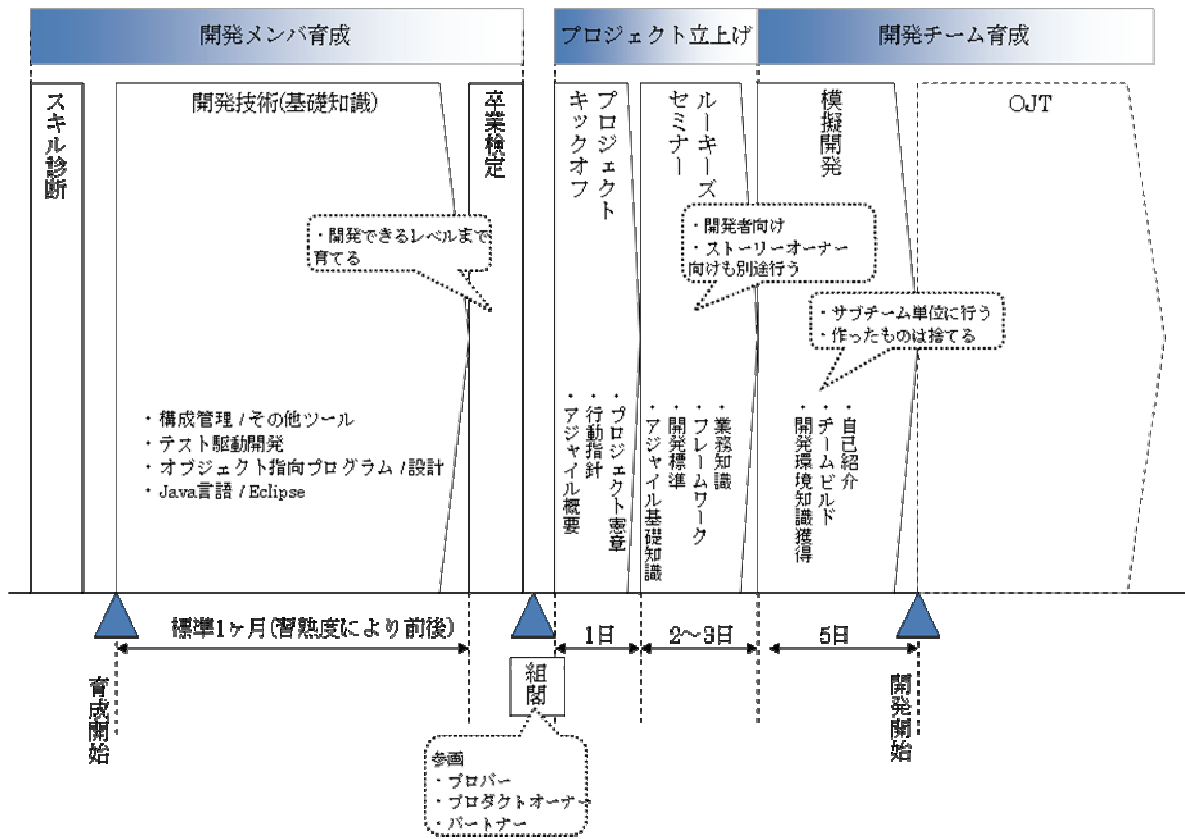 開発メンバ育成
プロジェクト立上げ
開発チーム育成
スキル診断
開発技術(基礎知識)
卒業検定
プロジェクト
キックオフ
ルーキーズ
セミナー
模擬開発
OJT
・開発できるレベルまで
育てる
・開発者向け
・ストーリーオーナー
向けも別途行う
・サブチーム単位に行う
・作ったものは捨てる
・構成管理 / その他ツール
・テスト駆動開発
・オブジェクト指向プログラム / 設計
・Java言語 / Eclipse
・プロジェクト憲章
・行動指針
・アジャイル概要
・業務知識
・フレームワーク
・開発標準
・アジャイル基礎知識
・自己紹介
・チームビルド
・開発環境知識獲得
標準1ヶ月(習熟度により前後)
1日
2～3日
5日
育成開始
組閣
開発開始
参画
・プロパー
・プロダクトオーナー
・パートナー